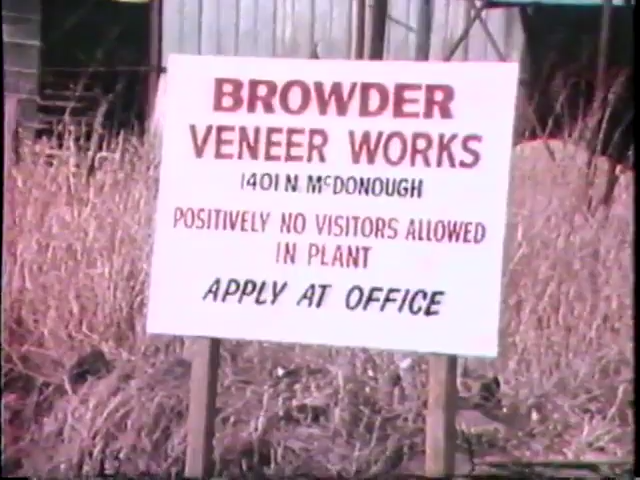 BROWDER
VENEER WORKS
1401 N. McDONOUGH
POSITIVELY NO VISITORS ALLOWED
IN PLANT
APPLY AT OFFICE